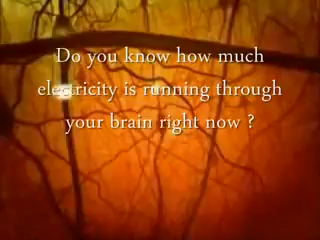 Do you know how much
electricity is running through
your brain right now ?